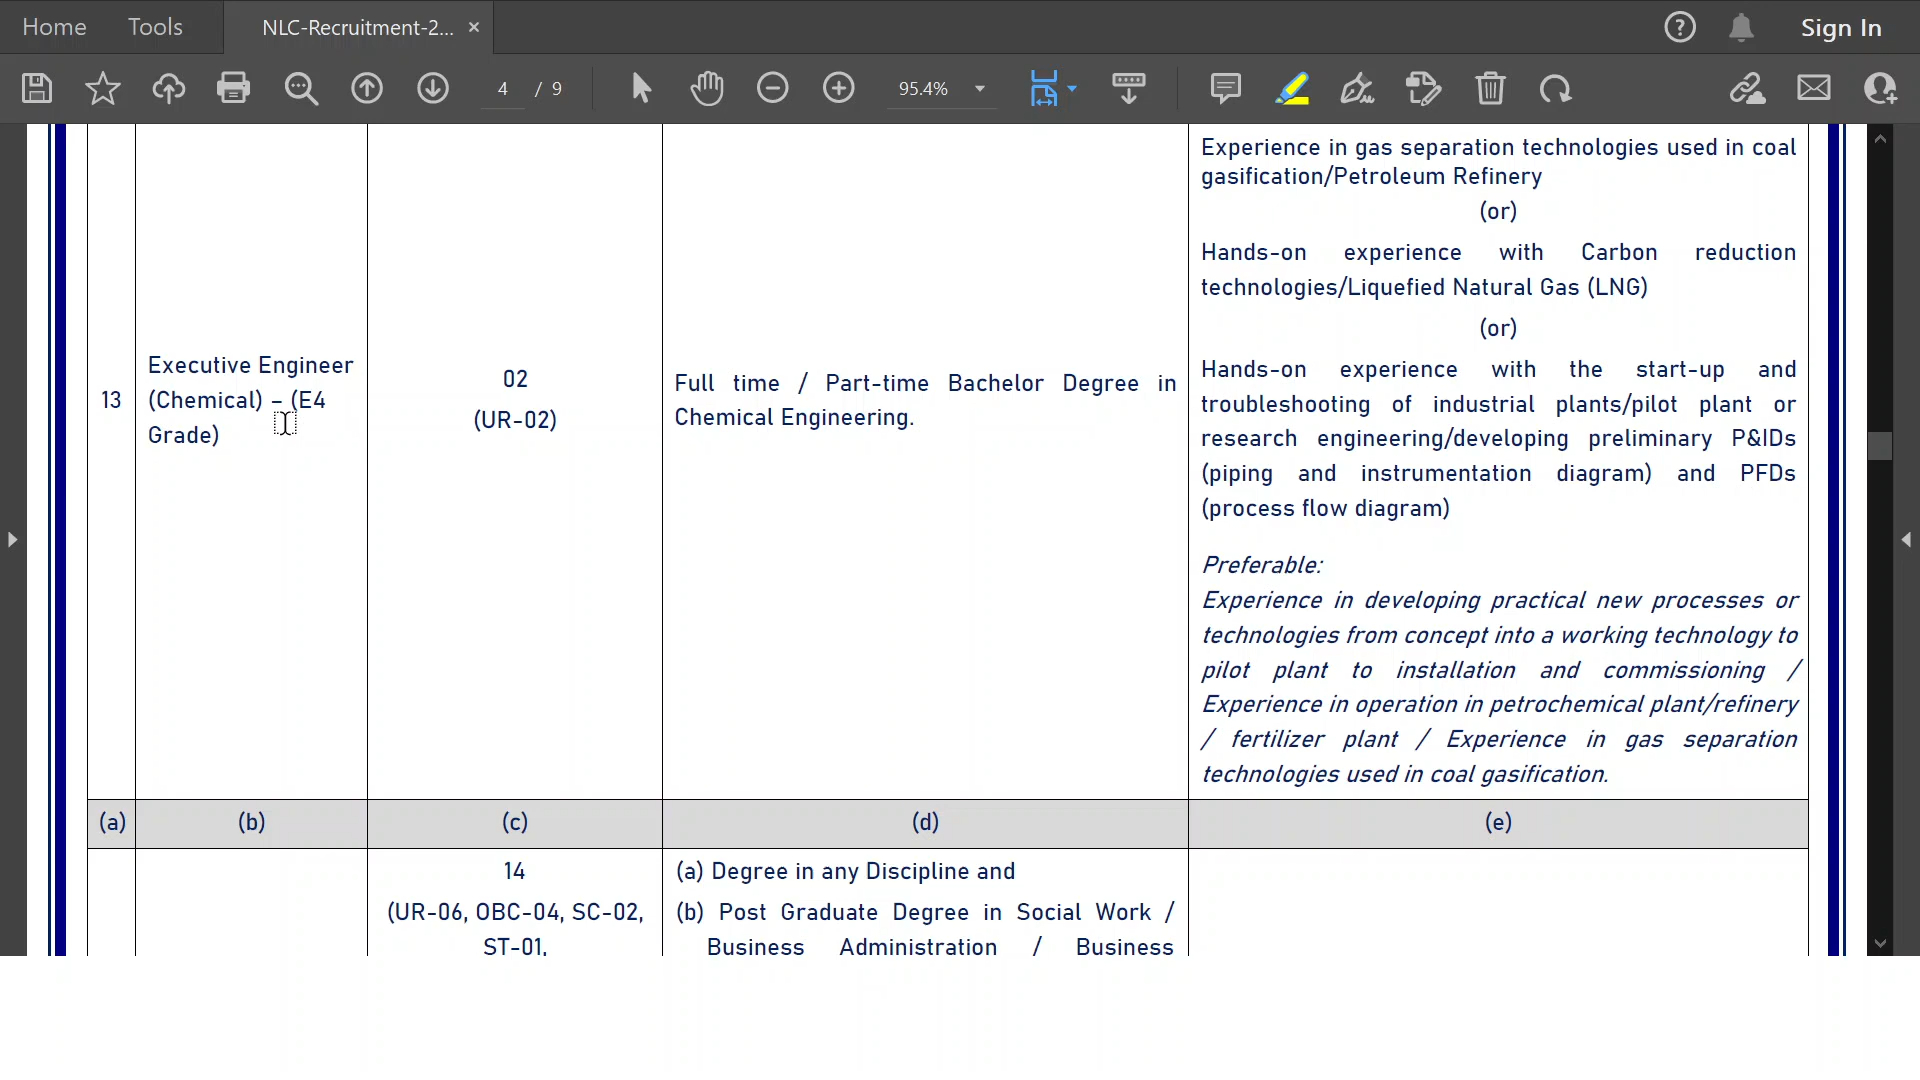 Home Tools NLC-Recruitment-2... × ? Sign In
4 / 9 95.4%
Experience in gas separation technologies used in coal
gasification/Petroleum Refinery
(or)
Hands-on experience with Carbon reduction
technologies/Liquefied Natural Gas (LNG)
(or)
13
Executive Engineer
(Chemical) – (E4
Grade)
02
(UR-02)
Full time / Part-time Bachelor Degree in
Chemical Engineering.
Hands-on experience with the start-up and
troubleshooting of industrial plants/pilot plant or
research engineering/developing preliminary P&IDs
(piping and instrumentation diagram) and PFDs
(process flow diagram)
Preferable:
Experience in developing practical new processes or
technologies from concept into a working technology to
pilot plant to installation and commissioning /
Experience in operation in petrochemical plant/refinery
/ fertilizer plant / Experience in gas separation
technologies used in coal gasification.
(a) (b) (c) (d) (e)
14
(UR-06, OBC-04, SC-02,
ST-01,
(a) Degree in any Discipline and
(b) Post Graduate Degree in Social Work /
Business Administration / Business